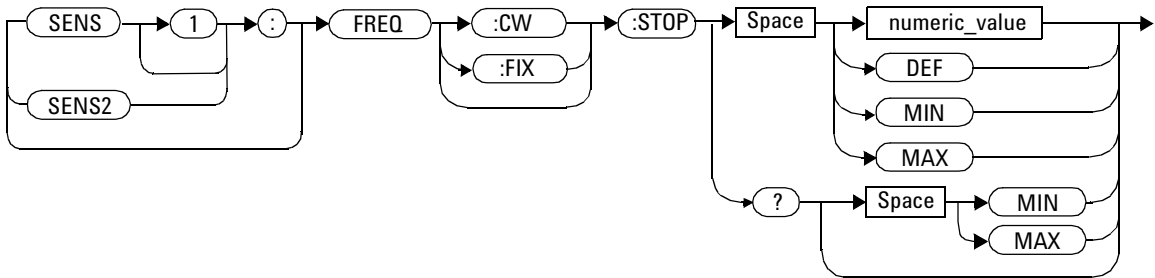 SENS 1 : FREQ :CW :STOP Space numeric_value
:FIX DEF
SENS2 MIN
MAX
? Space MIN
MAX